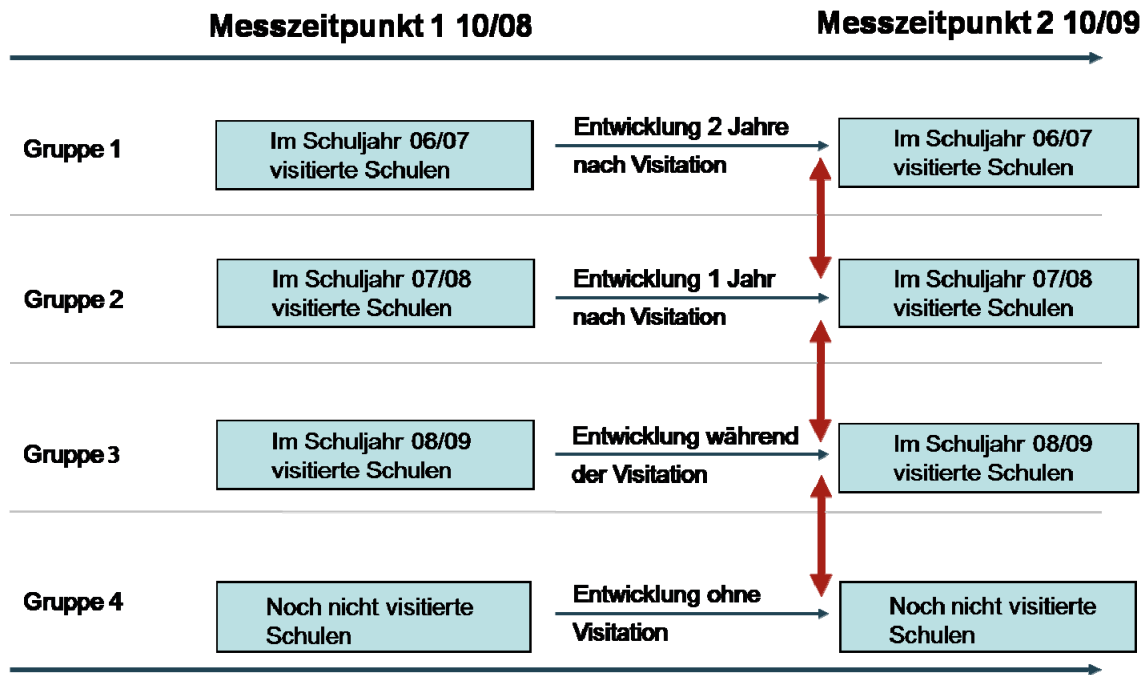 Messzeitpunkt 1 10/08
Messzeitpunkt 2 10/09
Gruppe 1
Im Schuljahr 06/07
visitierte Schulen
Entwicklung 2 Jahre
nach Visitation
Im Schuljahr 06/07
visitierte Schulen
Gruppe 2
Im Schuljahr 07/08
visitierte Schulen
Entwicklung 1 Jahr
nach Visitation
Im Schuljahr 07/08
visitierte Schulen
Gruppe 3
Im Schuljahr 08/09
visitierte Schulen
Entwicklung während
der Visitation
Im Schuljahr 08/09
visitierte Schulen
Gruppe 4
Noch nicht visitierte
Schulen
Entwicklung ohne
Visitation
Noch nicht visitierte
Schulen